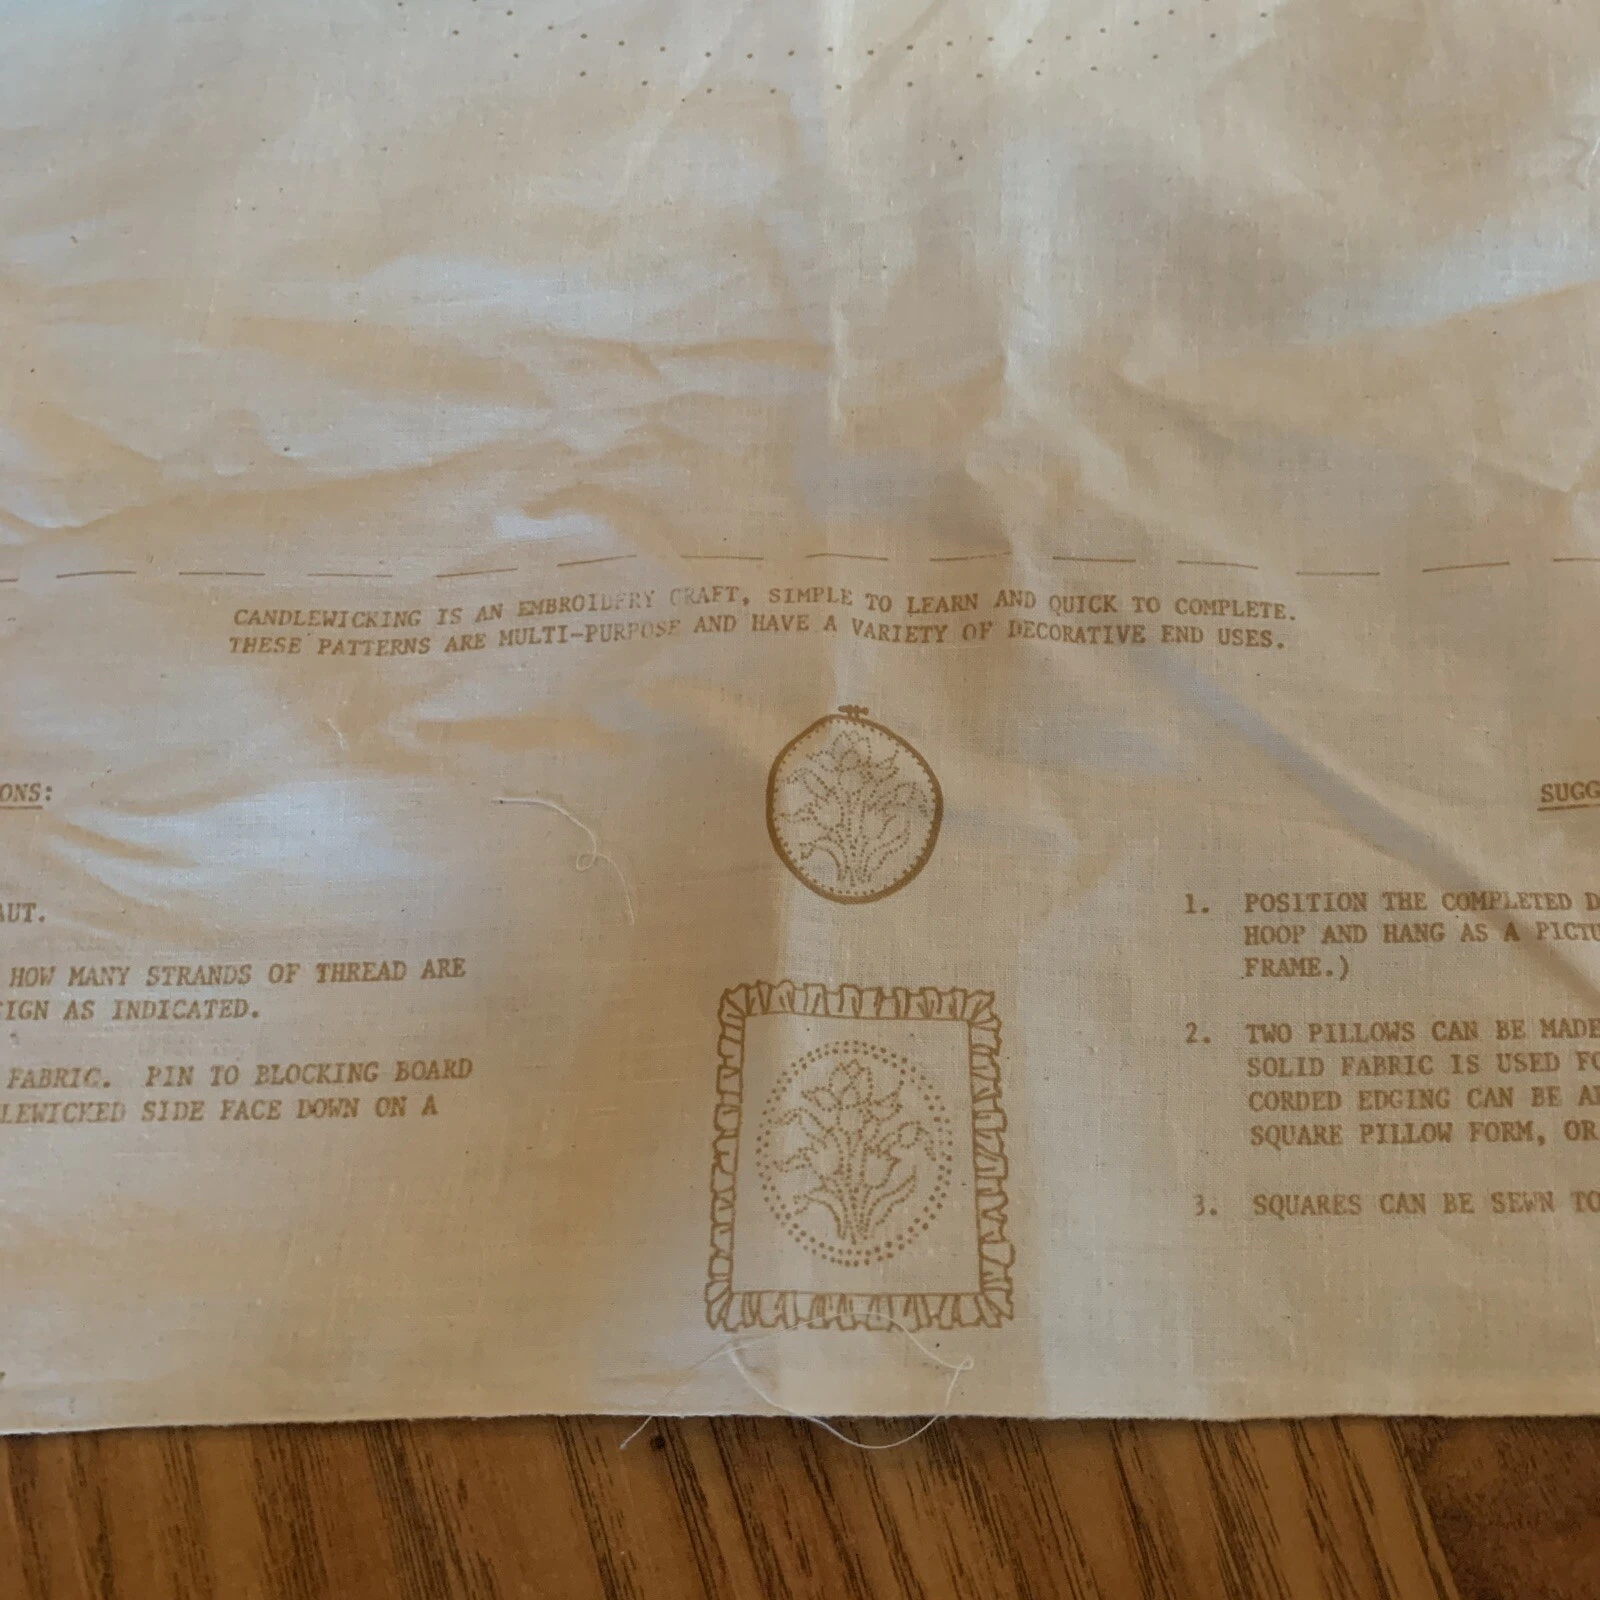 CANDLEWICKING IS AN EMBROIDERY CRAFT, SIMPLE TO LEARN AND QUICK TO COMPLETE.
THESE PATTERNS ARE MULTI-PURPOSE AND HAVE A VARIETY OF DECORATIVE END USES.
ONS:
AUT.
HOW MANY STRANDS OF THREAD ARE
IGN AS INDICATED.
FABRIC. PIN TO BLOCKING BOARD
LEWICKED SIDE FACE DOWN ON A
SUGG
1. POSITION THE COMPLETED D
HOOP AND HANG AS A PICTU
FRAME.)
2. TWO PILLOWS CAN BE MADE
SOLID FABRIC IS USED FO
CORDED EDGING CAN BE A
SQUARE PILLOW FORM, OR
3. SQUARES CAN BE SEWN TO